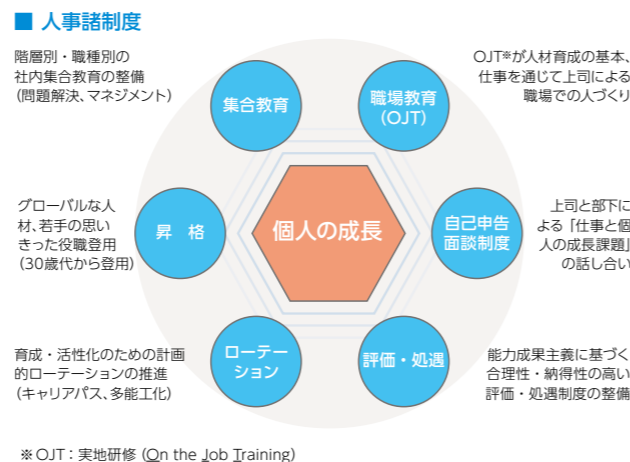 ■ 人事諸制度
階層別・職種別の
社内集合教育の整備
(問題解決、マネジメント)
集合教育
職場教育
(OJT)
OJT※が人材育成の基本、
仕事を通じて上司による
職場での人づくり
グローバルな人
材、若手の思い
きった役職登用
(30歳代から登用)
昇　格
個人の成長
自己申告
面談制度
上司と部下に
よる「仕事と個
人の成長課題」
の話し合い
育成・活性化のための計画
的ローテーションの推進
(キャリアパス、多能工化)
ローテー
ション
評価・処遇
能力成果主義に基づく
合理性・納得性の高い
評価・処遇制度の整備
※OJT：実地研修 (On the Job Training)